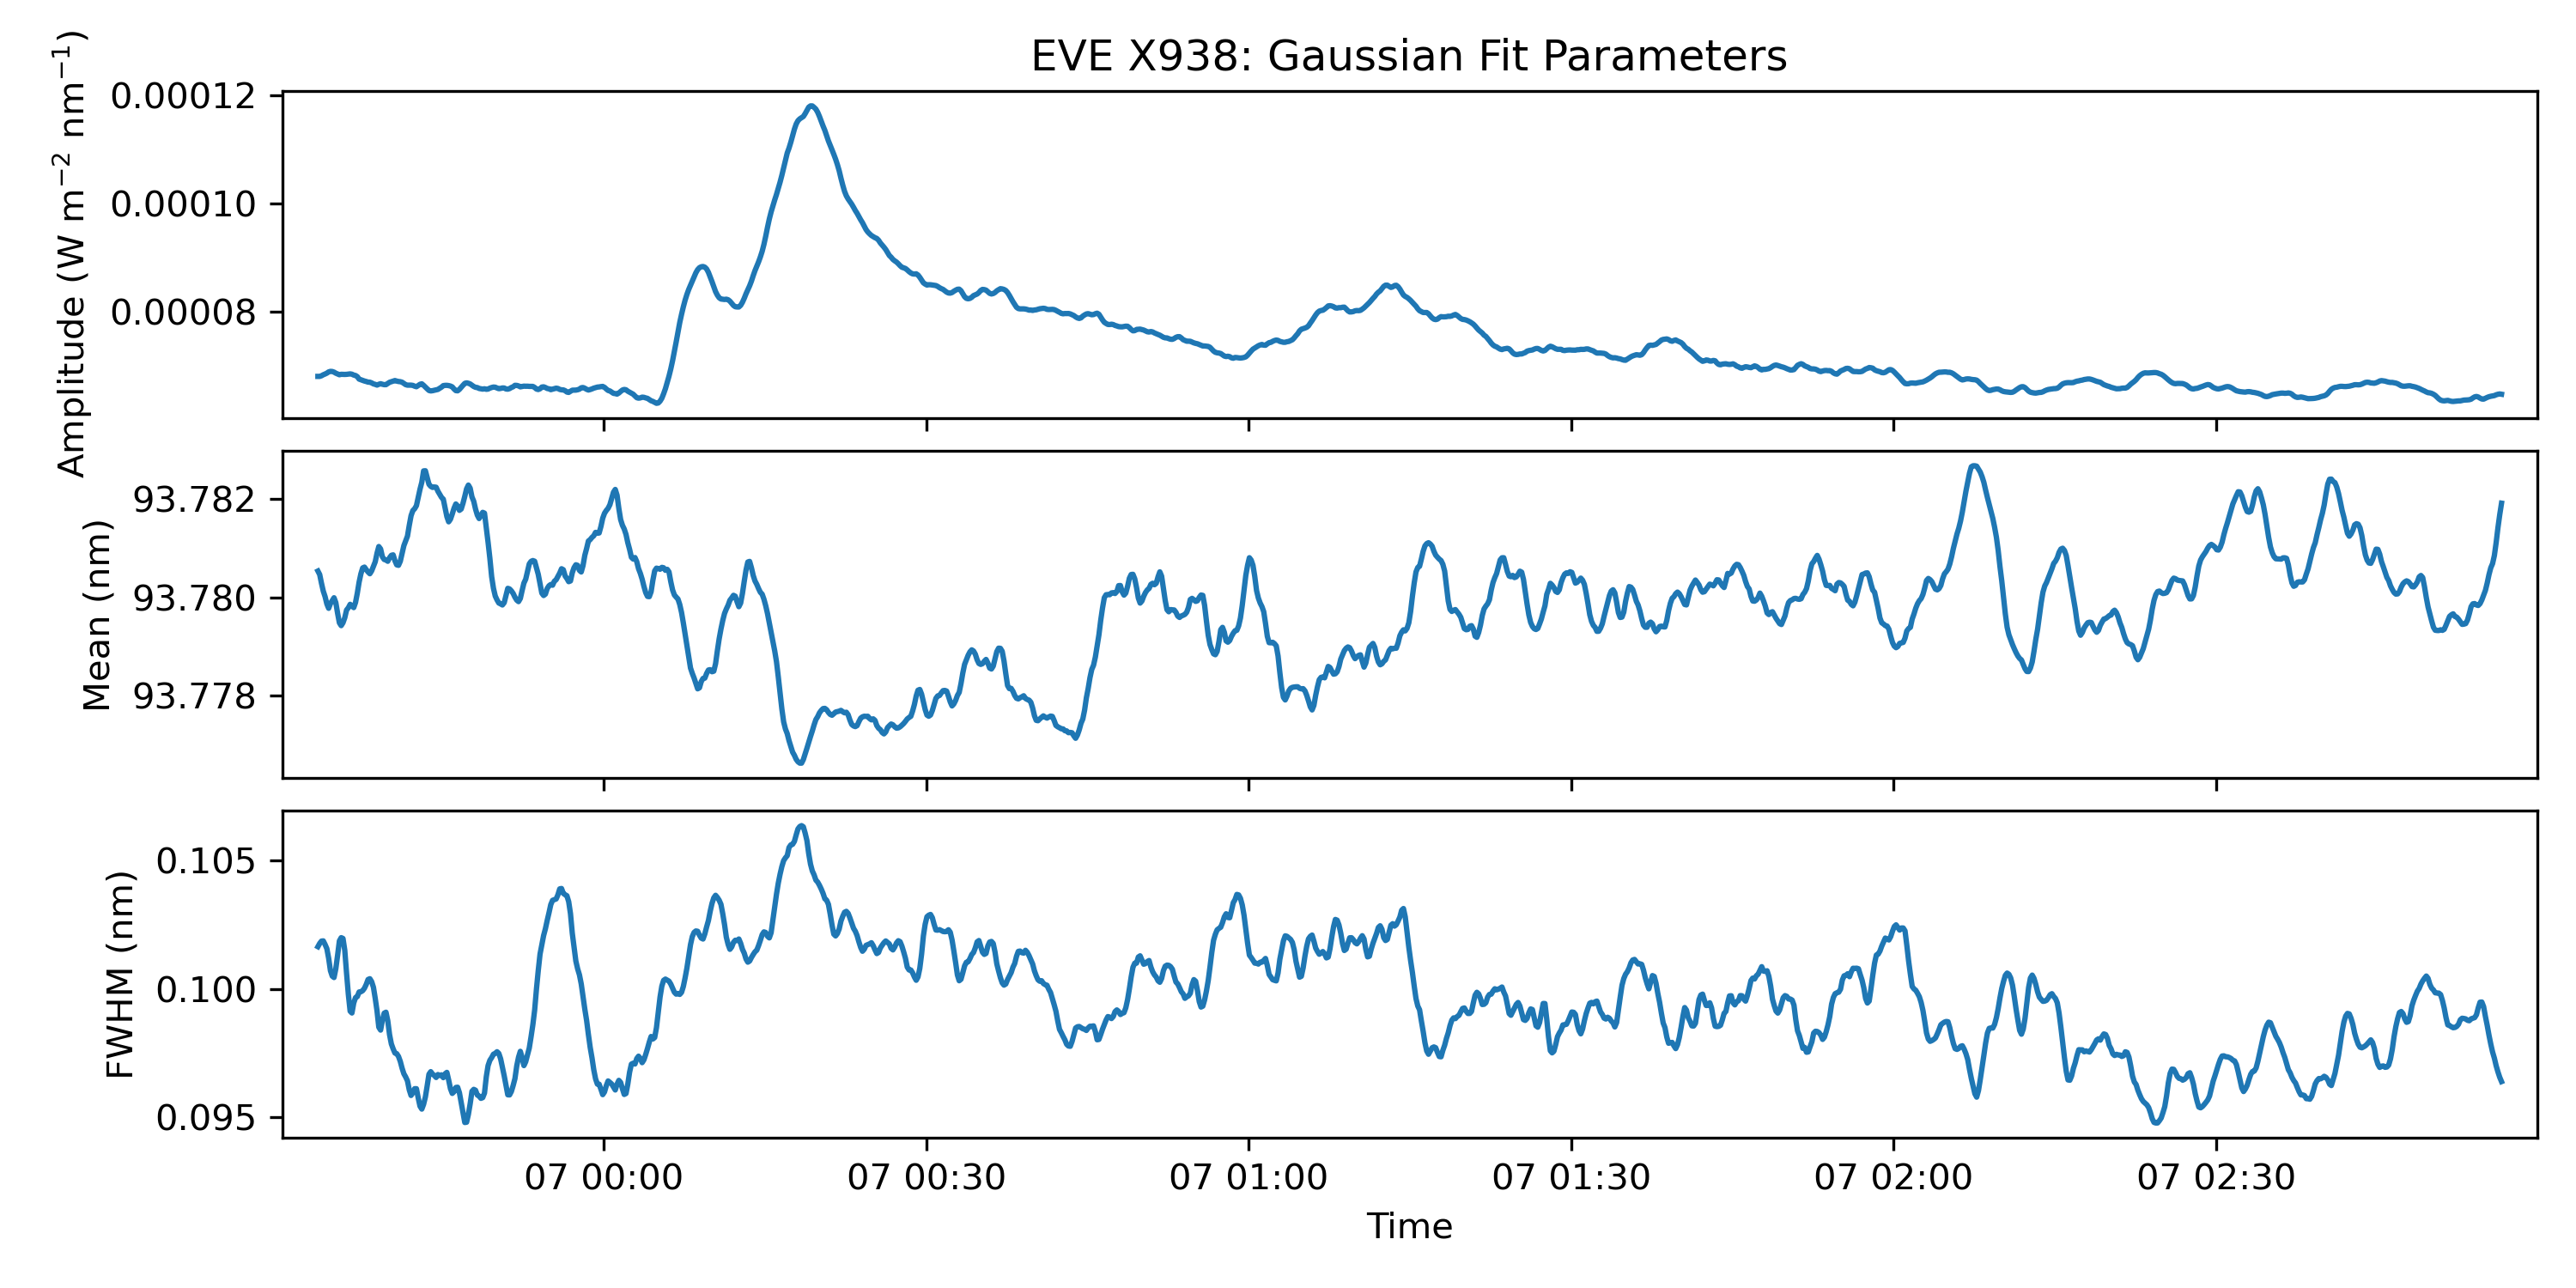 EVE X938: Gaussian Fit Parameters
Amplitude (W m⁻² nm⁻¹)
0.00012
0.00010
0.00008
Mean (nm)
93.782
93.780
93.778
FWHM (nm)
0.105
0.100
0.095
07 00:00 07 00:30 07 01:00 07 01:30 07 02:00 07 02:30
Time